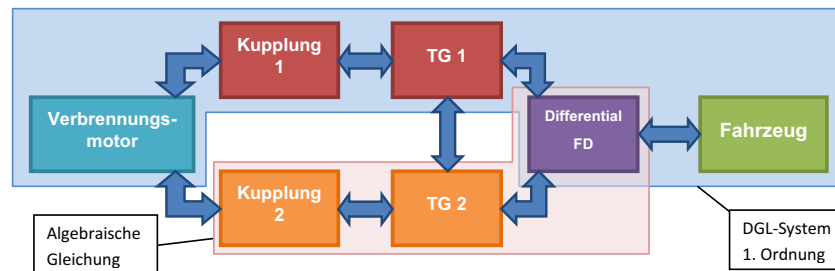 Kupplung
1
TG 1
Verbrennungs-
motor
Differential
FD
Fahrzeug
Kupplung
2
TG 2
Algebraische
Gleichung
DGL-System
1. Ordnung